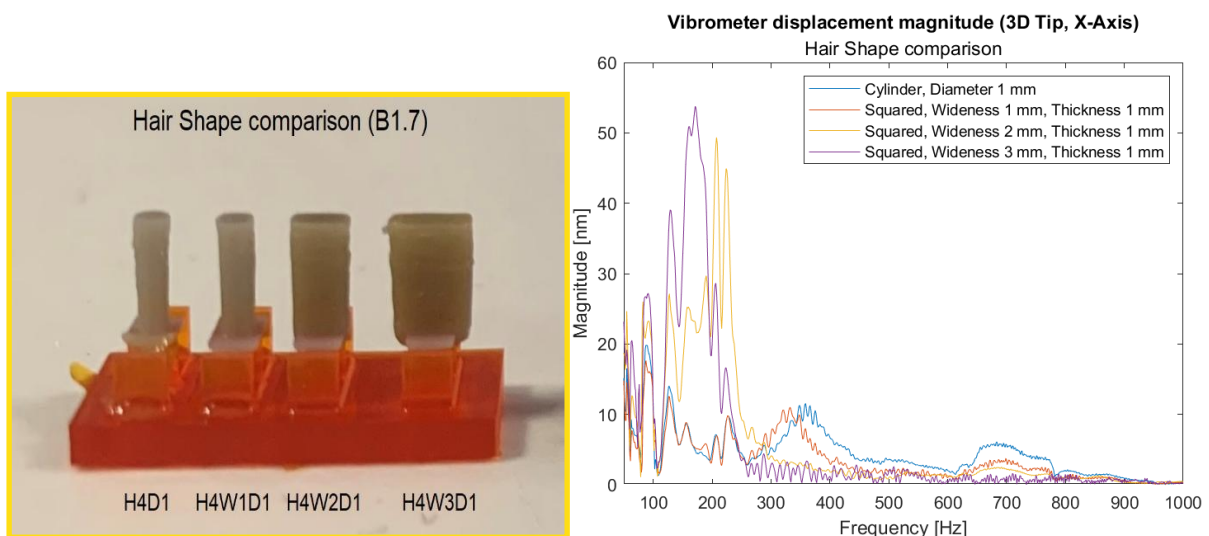 Hair Shape comparison (B1.7)
H4D1 H4W1D1 H4W2D1 H4W3D1
Vibrometer displacement magnitude (3D Tip, X-Axis)
Hair Shape comparison
Cylinder, Diameter 1 mm
Squared, Wideness 1 mm, Thickness 1 mm
Squared, Wideness 2 mm, Thickness 1 mm
Squared, Wideness 3 mm, Thickness 1 mm
Magnitude [nm]
60
50
40
30
20
10
0
100 200 300 400 500 600 700 800 900 1000
Frequency [Hz]